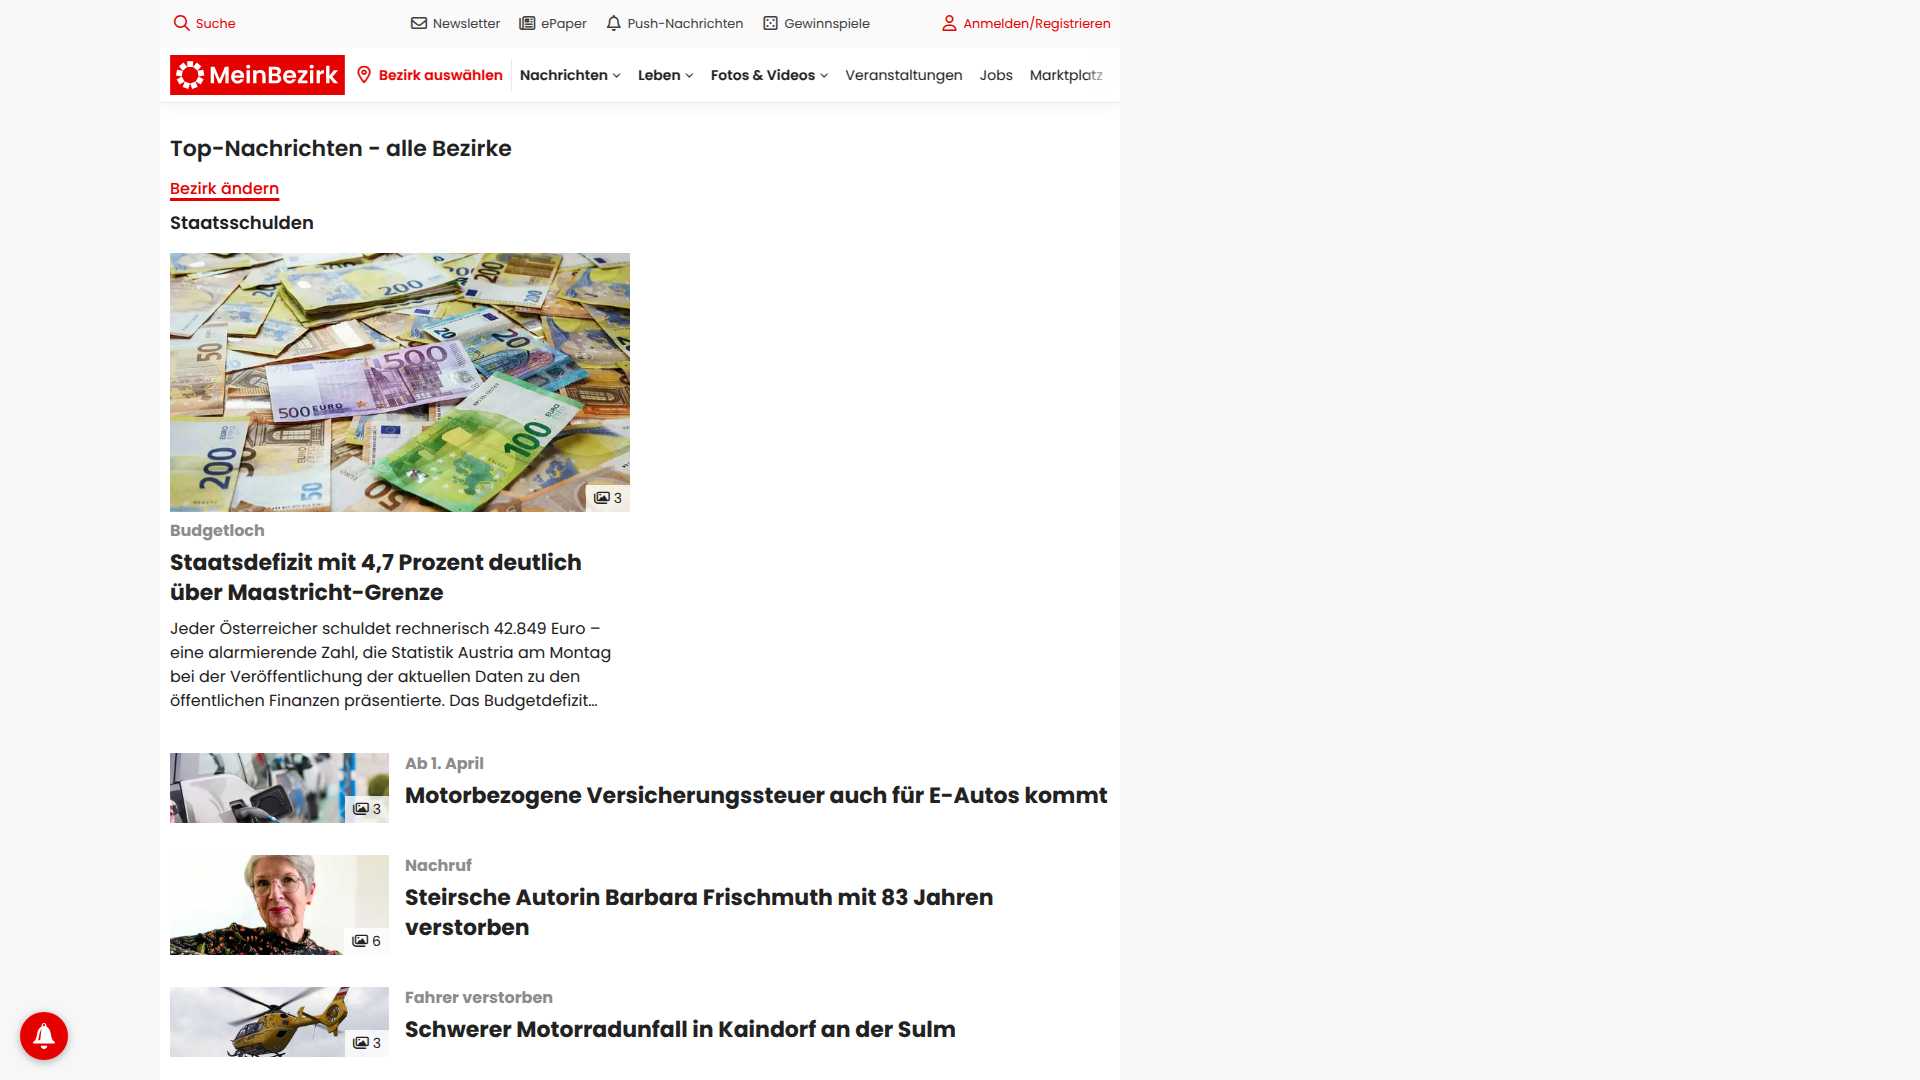 Suche
Newsletter
ePaper
Push-Nachrichten
Gewinnspiele
Anmelden/Registrieren
MeinBezirk
Bezirk auswählen
Nachrichten
Leben
Fotos & Videos
Veranstaltungen
Jobs
Marktplatz
Top-Nachrichten - alle Bezirke
Bezirk ändern
Staatsschulden
3
Budgetloch
Staatsdefizit mit 4,7 Prozent deutlich
über Maastricht-Grenze
Jeder Österreicher schuldet rechnerisch 42.849 Euro –
eine alarmierende Zahl, die Statistik Austria am Montag
bei der Veröffentlichung der aktuellen Daten zu den
öffentlichen Finanzen präsentierte. Das Budgetdefizit...
3
Ab 1. April
Motorbezogene Versicherungssteuer auch für E-Autos kommt
6
Nachruf
Steirsche Autorin Barbara Frischmuth mit 83 Jahren
verstorben
3
Fahrer verstorben
Schwerer Motorradunfall in Kaindorf an der Sulm